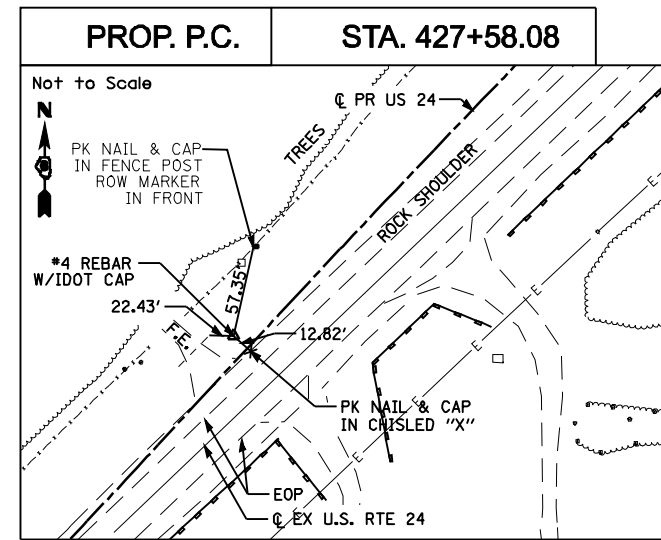 PROP. P.C.
STA. 427+58.08
Not to Scale
N
℄ PR US 24
TREES
PK NAIL & CAP
IN FENCE POST
ROW MARKER
IN FRONT
ROCK SHOULDER
#4 REBAR
W/IDOT CAP
57.35'
22.43'
12.82'
F.E.
E
E
E
E
PK NAIL & CAP
IN CHISLED "X"
EOP
℄ EX U.S. RTE 24